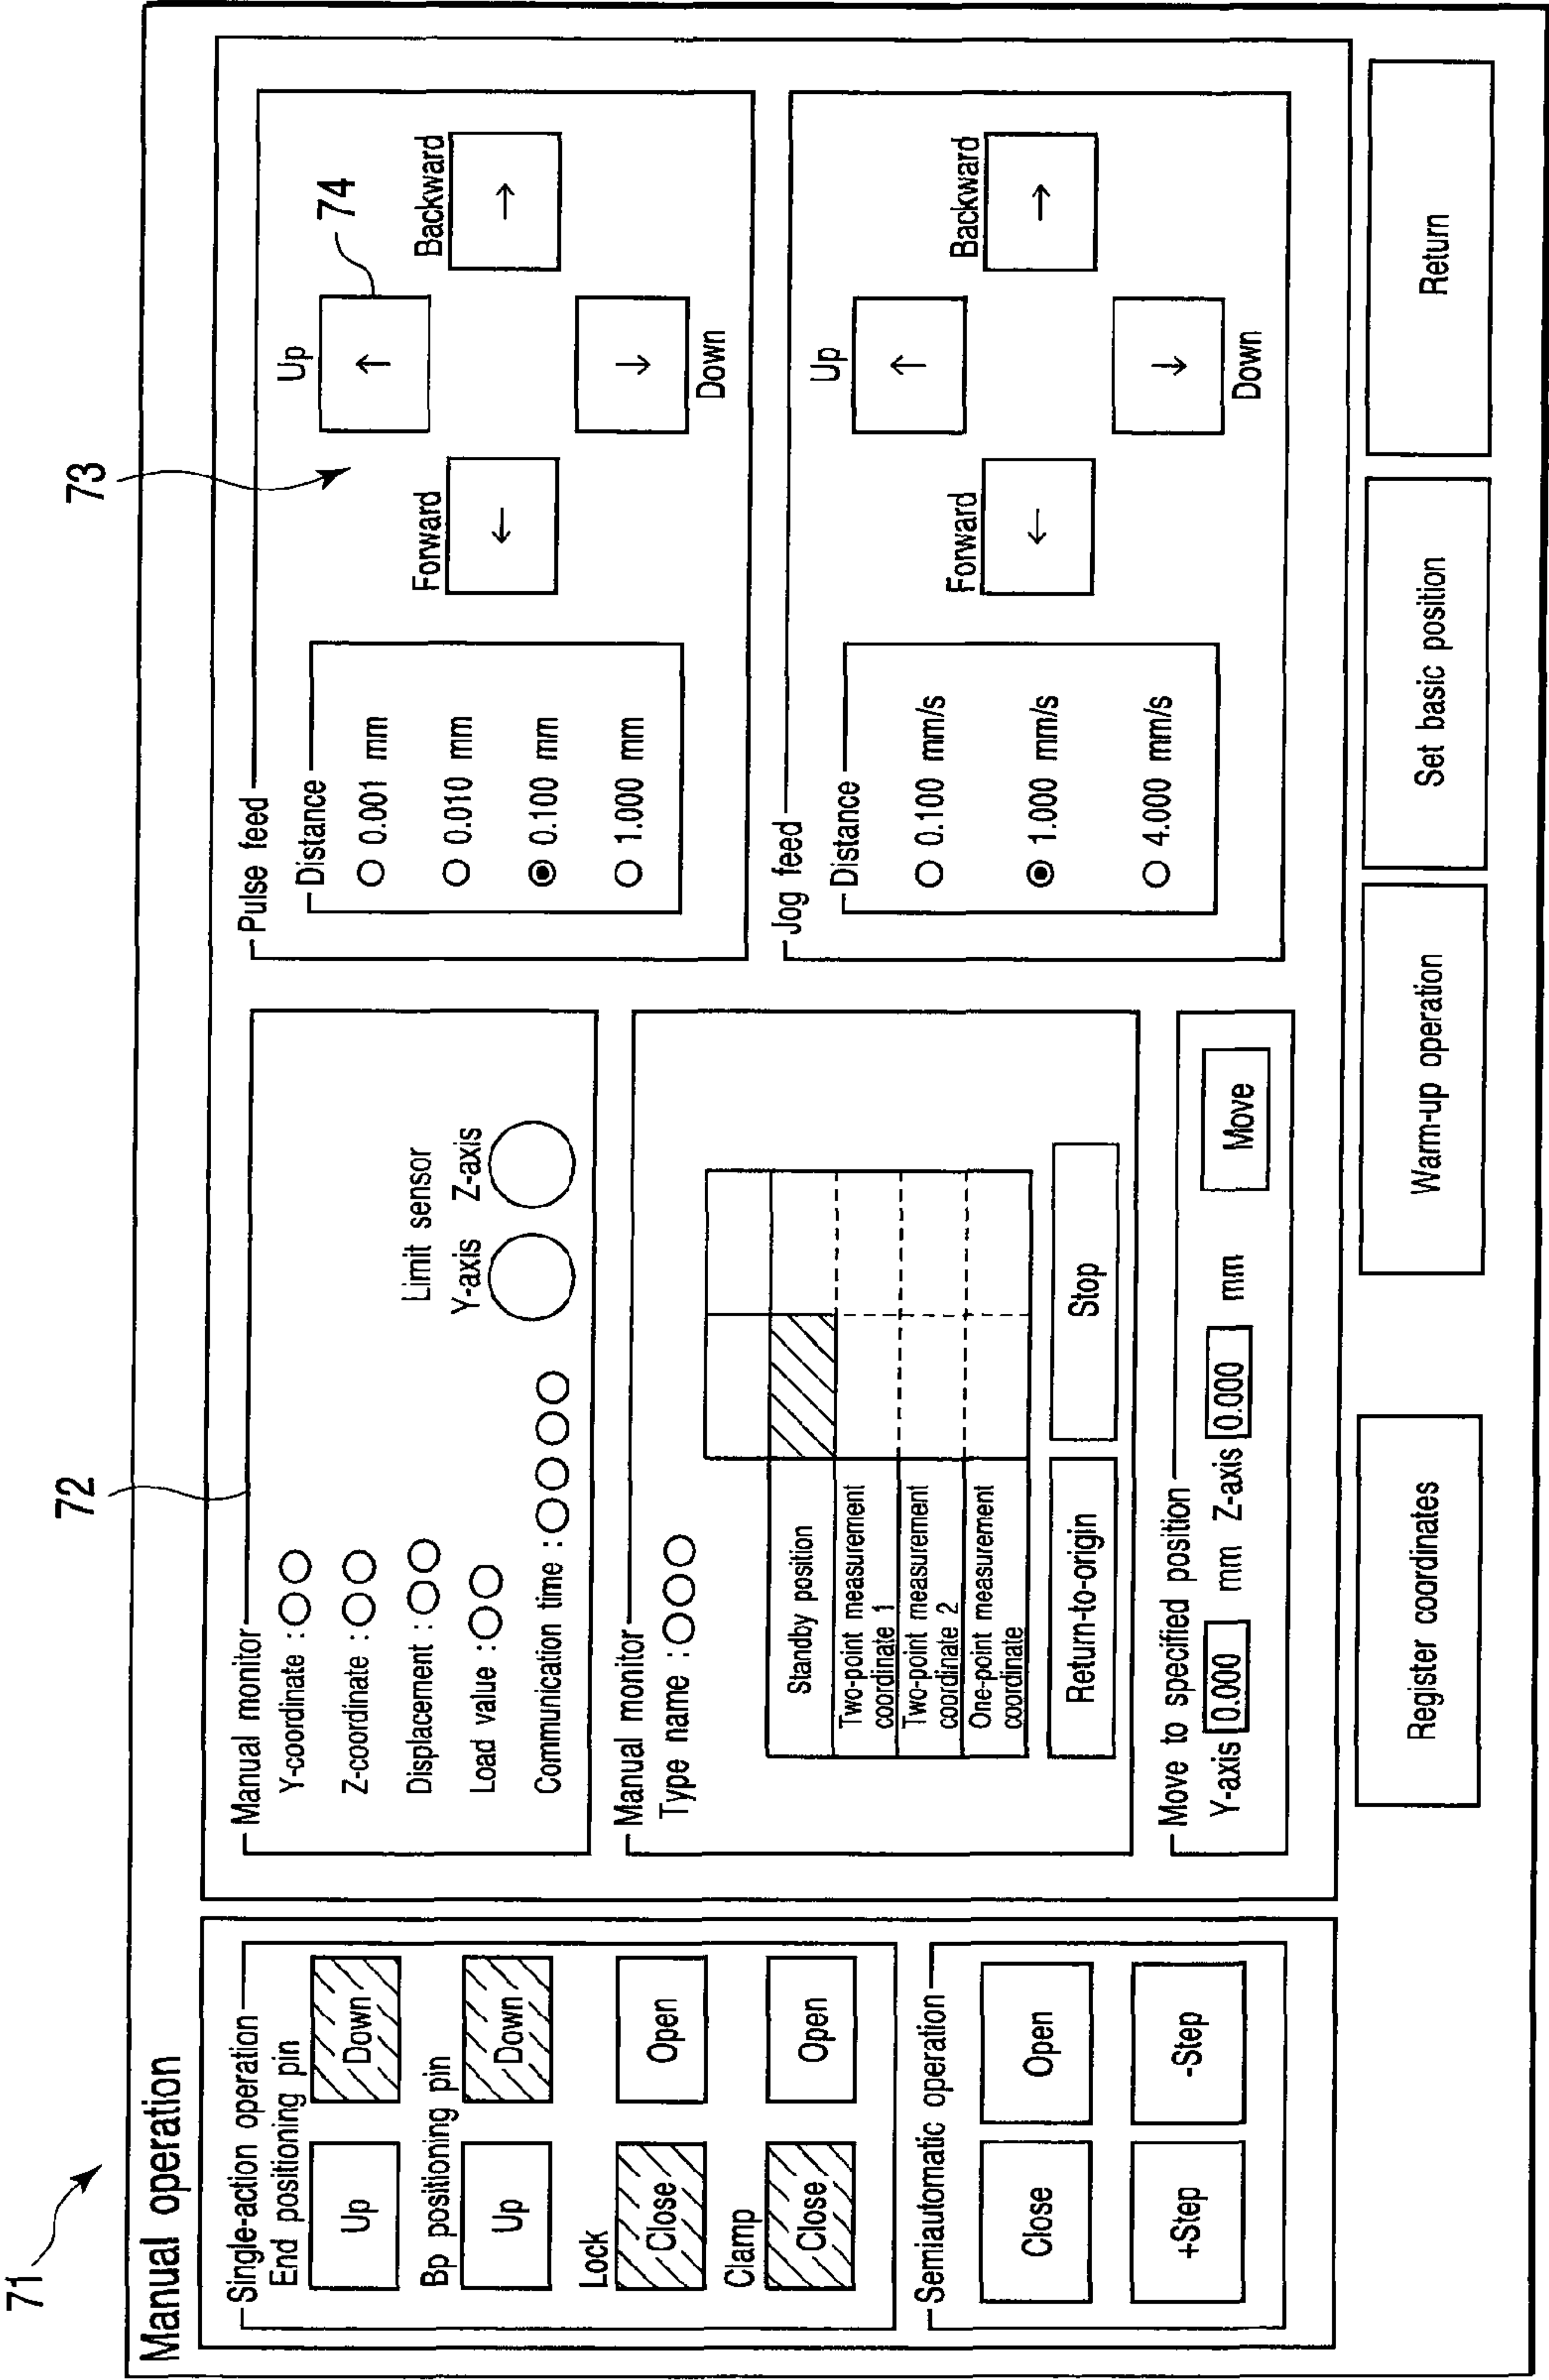 71
72
73
74
Manual operation
Single-action operation
End positioning pin
Up
Down
Bp positioning pin
Up
Down
Lock
Close
Open
Clamp
Close
Open
Semiautomatic operation
Close
Open
+Step
-Step
Manual monitor
Y-coordinate :○○
Z-coordinate :○○
Displacement :○○
Load value :○○
Communication time :○○○○
Limit sensor
Y-axis Z-axis
Manual monitor
Type name :○○○
Standby position
Two-point measurement
coordinate 1
Two-point measurement
coordinate 2
One-point measurement
coordinate
Return-to-origin
Stop
Move to specified position
Y-axis 0.000 mm Z-axis 0.000 mm
Move
Pulse feed
Distance
○ 0.001 mm
○ 0.010 mm
◉ 0.100 mm
○ 1.000 mm
Up
↑
Forward
←
Backward
→
↓
Down
Jog feed
Distance
○ 0.100 mm/s
◉ 1.000 mm/s
○ 4.000 mm/s
Up
↑
Forward
←
Backward
→
↓
Down
Register coordinates
Warm-up operation
Set basic position
Return